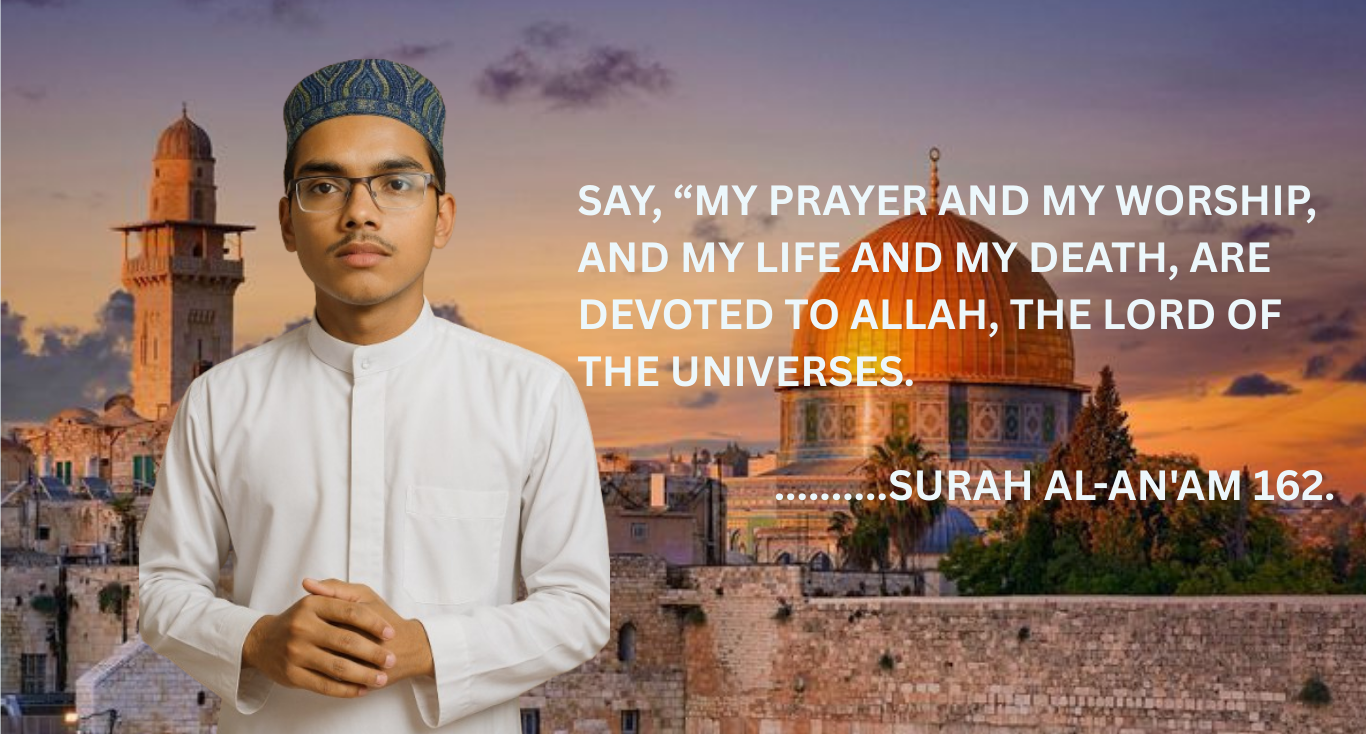 SAY, “MY PRAYER AND MY WORSHIP,
AND MY LIFE AND MY DEATH, ARE
DEVOTED TO ALLAH, THE LORD OF
THE UNIVERSES.
..........SURAH AL-AN'AM 162.